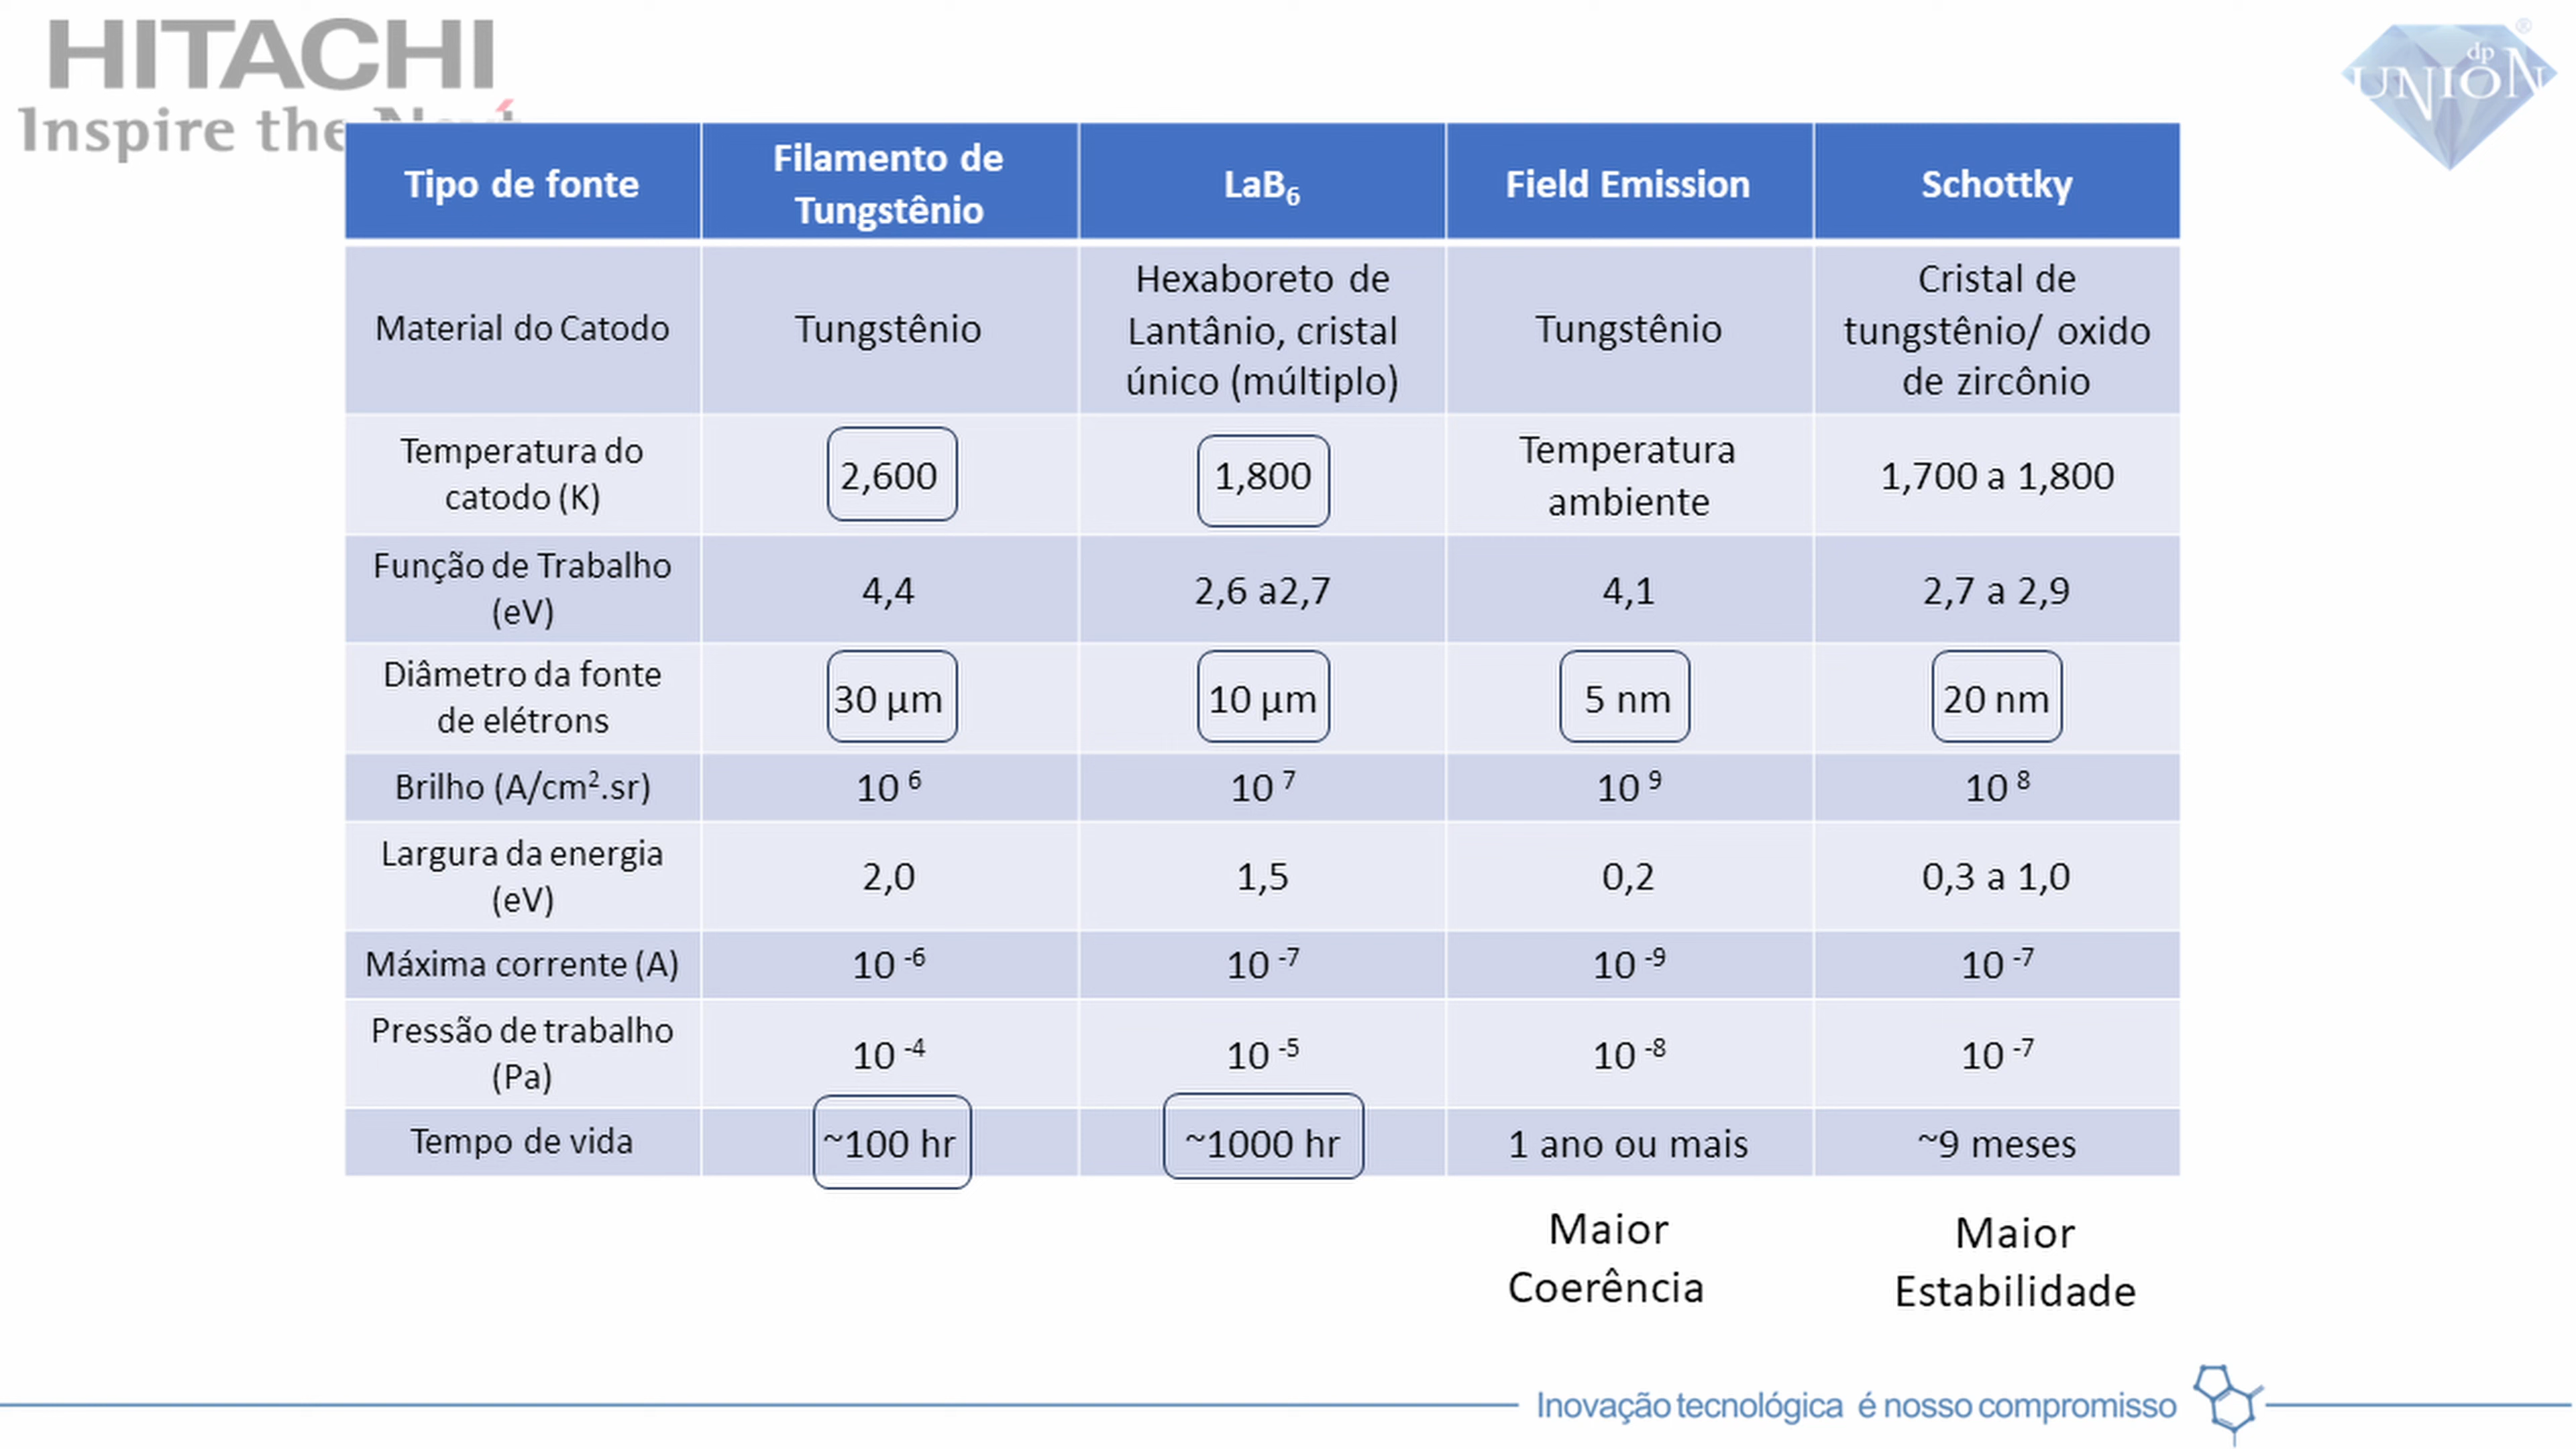 HITACHI
Inspire the Next
dp
UNION
®
Tipo de fonte
Filamento de
Tungstênio
LaB₆
Field Emission
Schottky
Material do Catodo
Tungstênio
Hexaboreto de
Lantânio, cristal
único (múltiplo)
Tungstênio
Cristal de
tungstênio/ oxido
de zircônio
Temperatura do
catodo (K)
2,600
1,800
Temperatura
ambiente
1,700 a 1,800
Função de Trabalho
(eV)
4,4
2,6 a2,7
4,1
2,7 a 2,9
Diâmetro da fonte
de elétrons
30 µm
10 µm
5 nm
20 nm
Brilho (A/cm².sr)
10 ⁶
10 ⁷
10 ⁹
10 ⁸
Largura da energia
(eV)
2,0
1,5
0,2
0,3 a 1,0
Máxima corrente (A)
10 ⁻⁶
10 ⁻⁷
10 ⁻⁹
10 ⁻⁷
Pressão de trabalho
(Pa)
10 ⁻⁴
10 ⁻⁵
10 ⁻⁸
10 ⁻⁷
Tempo de vida
~100 hr
~1000 hr
1 ano ou mais
~9 meses
Maior
Coerência
Maior
Estabilidade
Inovação tecnológica é nosso compromisso